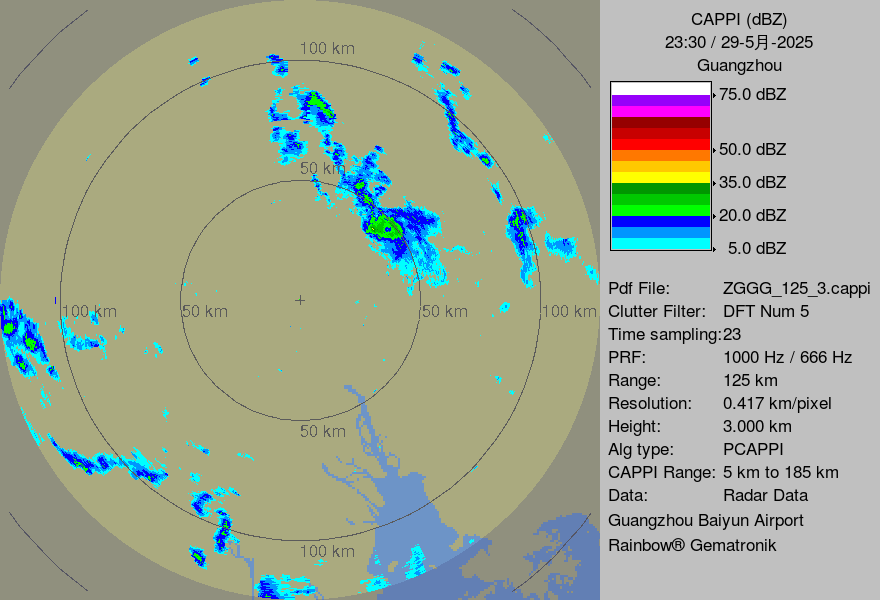 CAPPI (dBZ)
23:30 / 29-5月-2025
Guangzhou
75.0 dBZ
50.0 dBZ
35.0 dBZ
20.0 dBZ
5.0 dBZ
Pdf File: ZGGG_125_3.cappi
Clutter Filter: DFT Num 5
Time sampling:23
PRF: 1000 Hz / 666 Hz
Range: 125 km
Resolution: 0.417 km/pixel
Height: 3.000 km
Alg type: PCAPPI
CAPPI Range: 5 km to 185 km
Data: Radar Data
Guangzhou Baiyun Airport
Rainbow® Gematronik
100 km
50 km
100 km
50 km
50 km
100 km
50 km
100 km